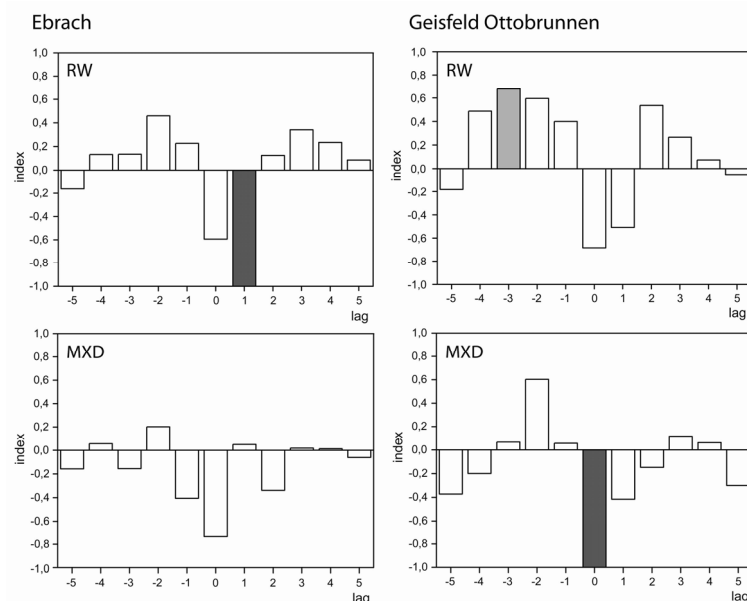 Ebrach
Geisfeld Ottobrunnen
RW
index
1,0
0,8
0,6
0,4
0,2
0,0
-0,2
-0,4
-0,6
-0,8
-1,0
-5 -4 -3 -2 -1 0 1 2 3 4 5
lag
RW
index
1,0
0,8
0,6
0,4
0,2
0,0
-0,2
-0,4
-0,6
-0,8
-1,0
-5 -4 -3 -2 -1 0 1 2 3 4 5
lag
MXD
index
1,0
0,8
0,6
0,4
0,2
0,0
-0,2
-0,4
-0,6
-0,8
-1,0
-5 -4 -3 -2 -1 0 1 2 3 4 5
lag
MXD
index
1,0
0,8
0,6
0,4
0,2
0,0
-0,2
-0,4
-0,6
-0,8
-1,0
-5 -4 -3 -2 -1 0 1 2 3 4 5
lag